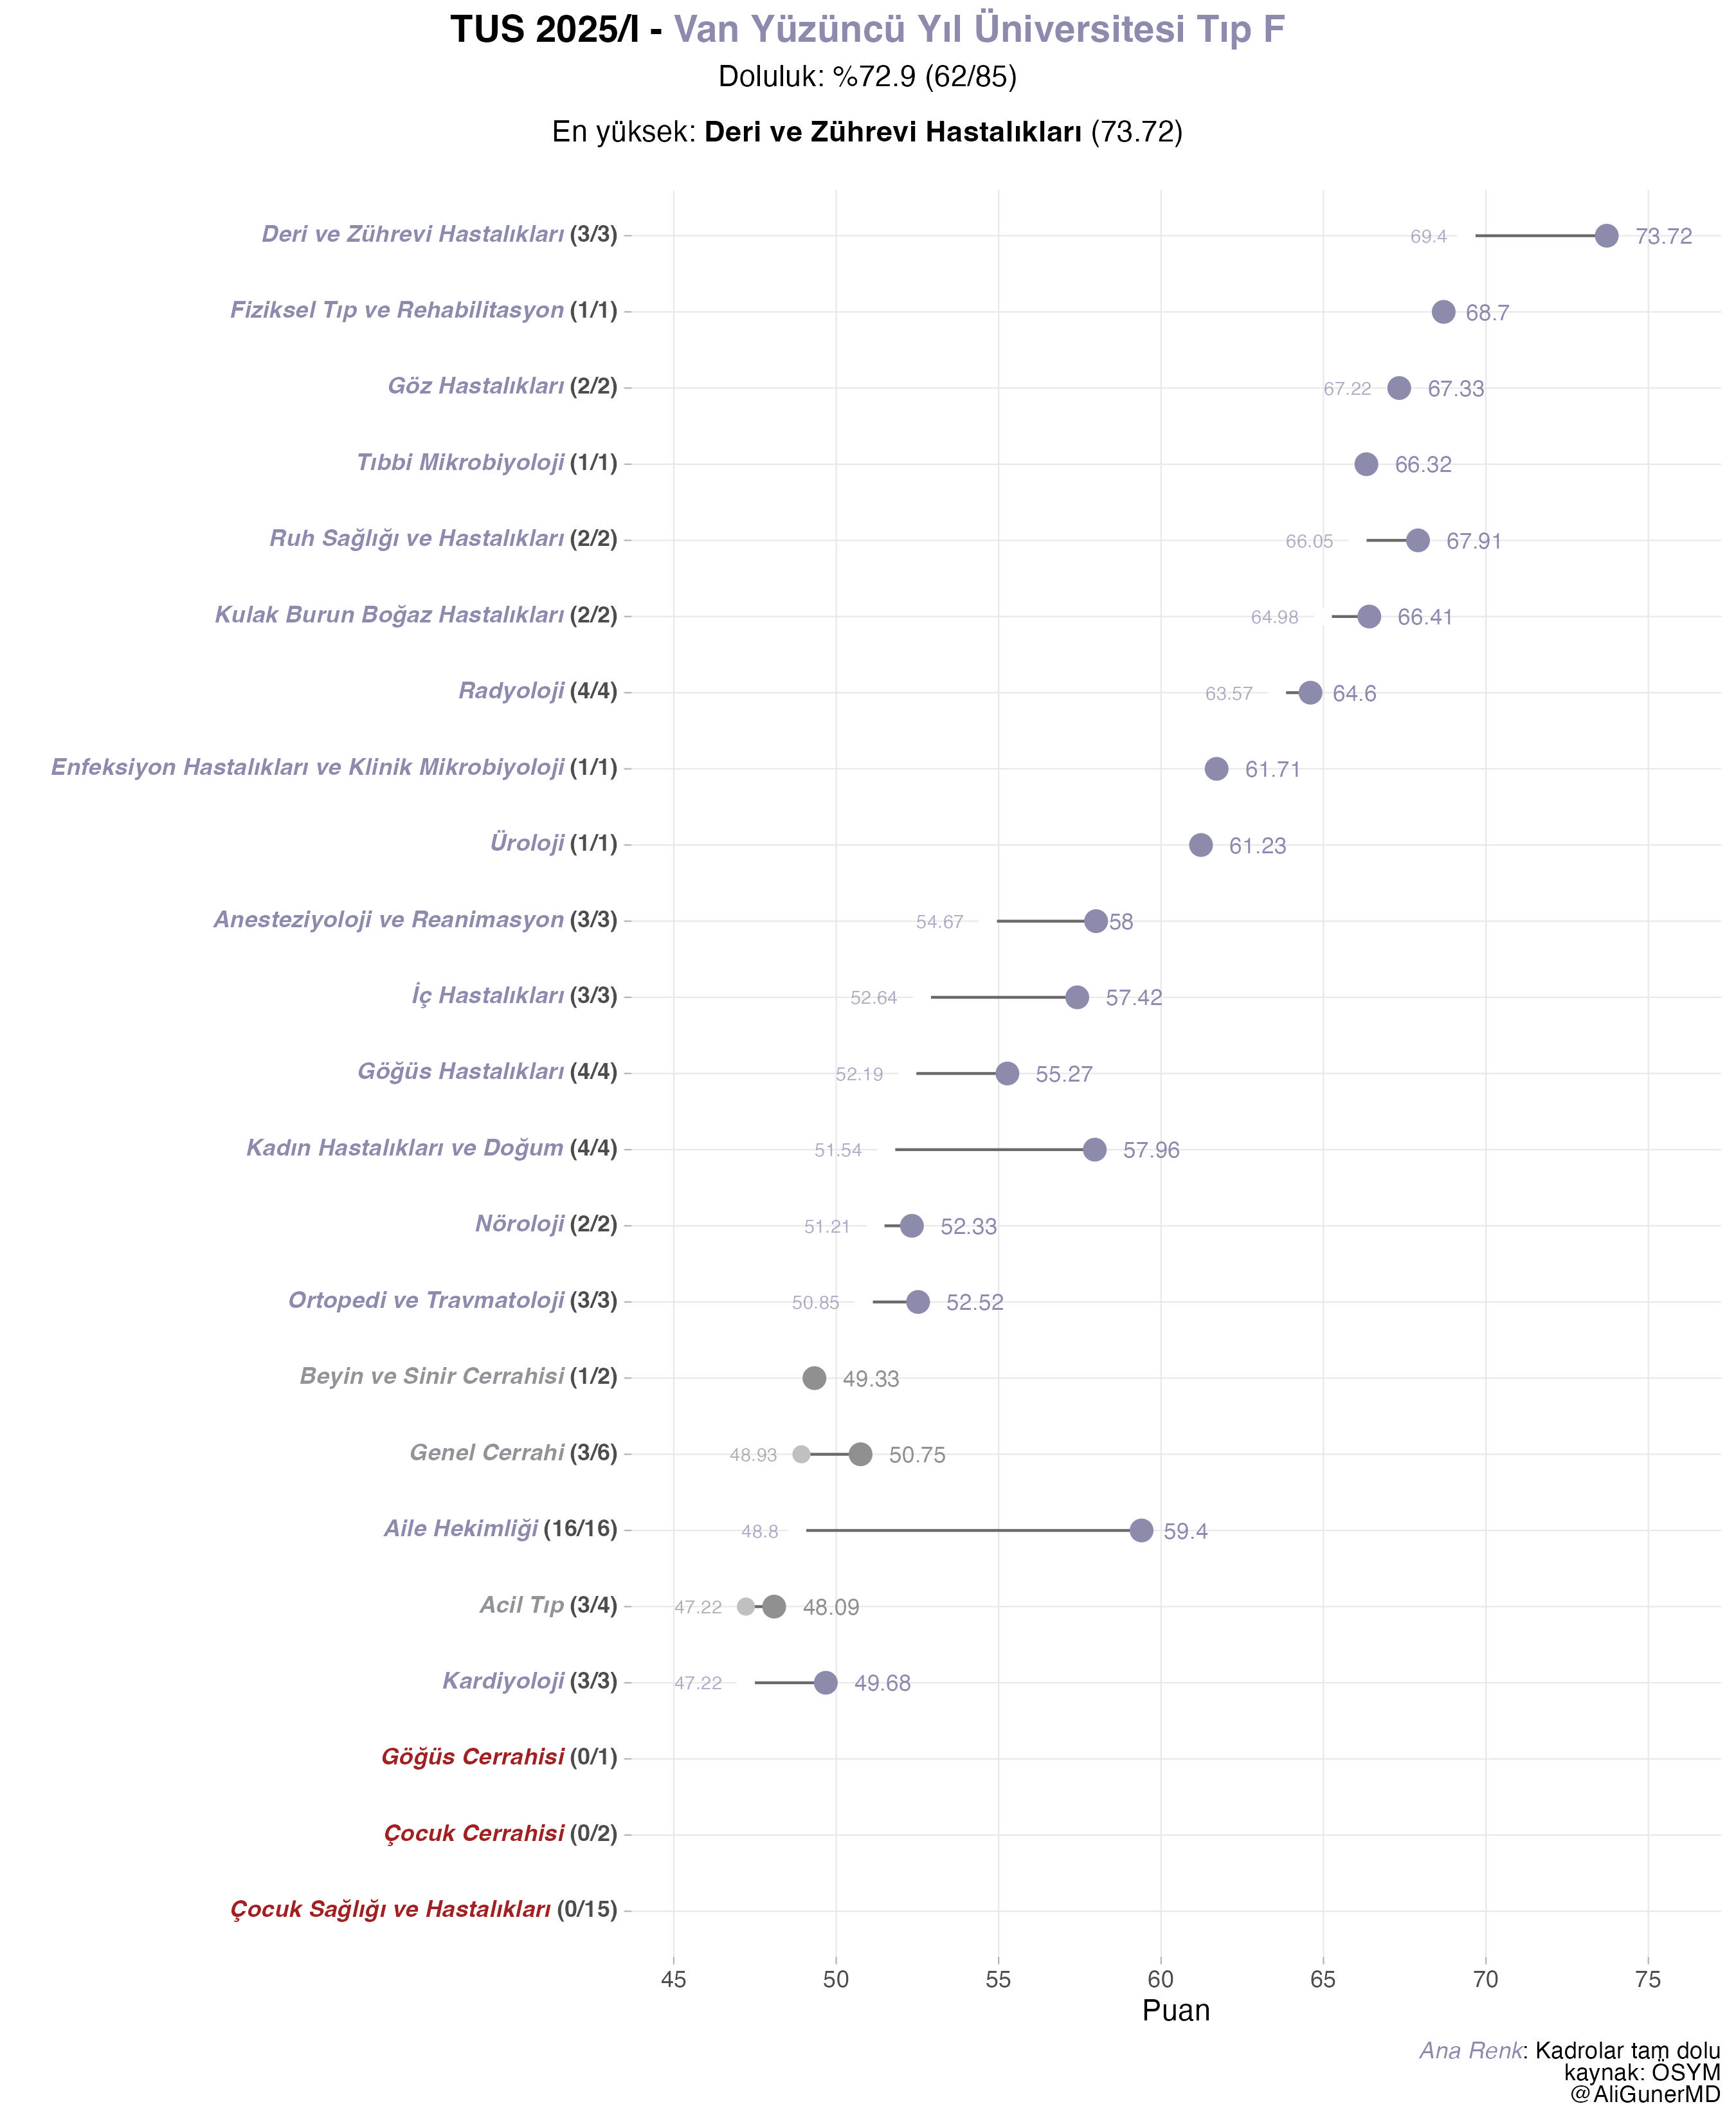 TUS 2025/I - Van Yüzüncü Yıl Üniversitesi Tıp F
Doluluk: %72.9 (62/85)
En yüksek: Deri ve Zührevi Hastalıkları (73.72)
Deri ve Zührevi Hastalıkları (3/3) 69.4 73.72
Fiziksel Tıp ve Rehabilitasyon (1/1) 68.7
Göz Hastalıkları (2/2) 67.22 67.33
Tıbbi Mikrobiyoloji (1/1) 66.32
Ruh Sağlığı ve Hastalıkları (2/2) 66.05 67.91
Kulak Burun Boğaz Hastalıkları (2/2) 64.98 66.41
Radyoloji (4/4) 63.57 64.6
Enfeksiyon Hastalıkları ve Klinik Mikrobiyoloji (1/1) 61.71
Üroloji (1/1) 61.23
Anesteziyoloji ve Reanimasyon (3/3) 54.67 58
İç Hastalıkları (3/3) 52.64 57.42
Göğüs Hastalıkları (4/4) 52.19 55.27
Kadın Hastalıkları ve Doğum (4/4) 51.54 57.96
Nöroloji (2/2) 51.21 52.33
Ortopedi ve Travmatoloji (3/3) 50.85 52.52
Beyin ve Sinir Cerrahisi (1/2) 49.33
Genel Cerrahi (3/6) 48.93 50.75
Aile Hekimliği (16/16) 48.8 59.4
Acil Tıp (3/4) 47.22 48.09
Kardiyoloji (3/3) 47.22 49.68
Göğüs Cerrahisi (0/1)
Çocuk Cerrahisi (0/2)
Çocuk Sağlığı ve Hastalıkları (0/15)
45 50 55 60 65 70 75
Puan
Ana Renk: Kadrolar tam dolu
kaynak: ÖSYM
@AliGunerMD